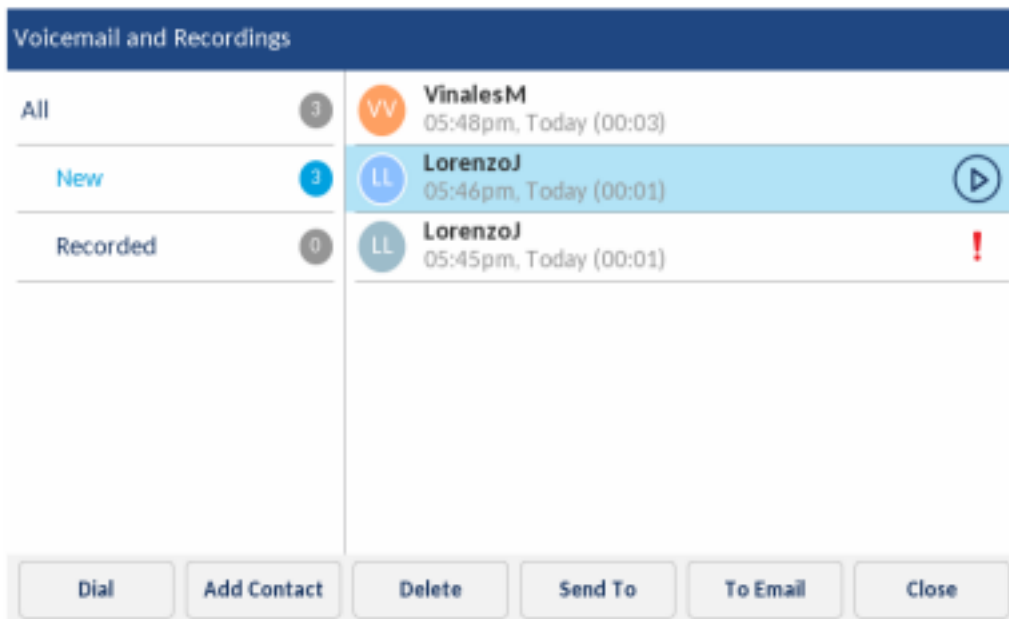 Voicemail and Recordings
All 3
New 3
Recorded 0
VV VinalesM
05:48pm, Today (00:03)
LL LorenzoJ
05:46pm, Today (00:01)
LL LorenzoJ
05:45pm, Today (00:01) !
Dial Add Contact Delete Send To To Email Close